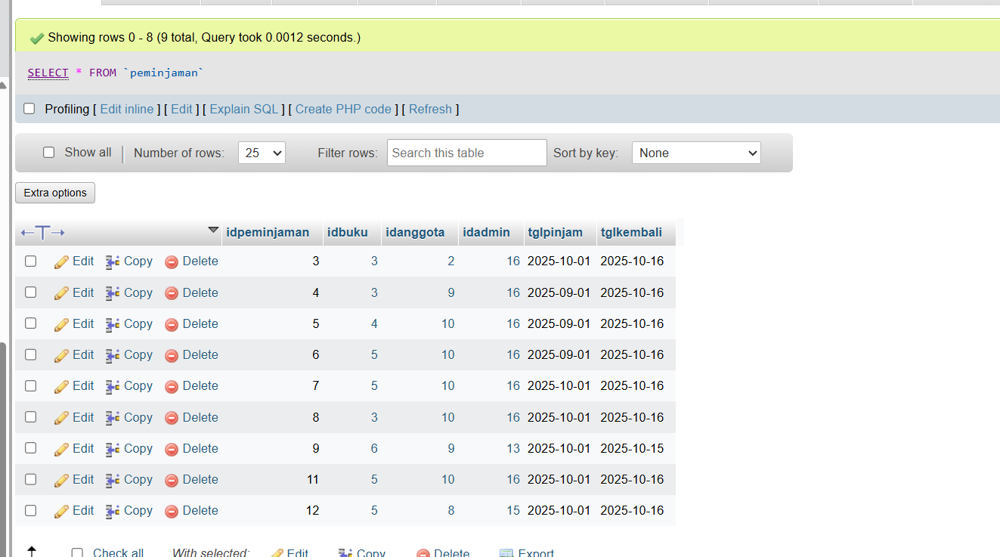 Showing rows 0 - 8 (9 total, Query took 0.0012 seconds.)
SELECT * FROM `peminjaman`
Profiling [ Edit inline ] [ Edit ] [ Explain SQL ] [ Create PHP code ] [ Refresh ]
Show all Number of rows: 25 Filter rows: Search this table Sort by key: None
Extra options
idpeminjaman idbuku idanggota idadmin tglpinjam tglkembali
Edit Copy Delete 3 3 2 16 2025-10-01 2025-10-16
Edit Copy Delete 4 3 9 16 2025-09-01 2025-10-16
Edit Copy Delete 5 4 10 16 2025-09-01 2025-10-16
Edit Copy Delete 6 5 10 16 2025-09-01 2025-10-16
Edit Copy Delete 7 5 10 16 2025-10-01 2025-10-16
Edit Copy Delete 8 3 10 16 2025-10-01 2025-10-16
Edit Copy Delete 9 6 9 13 2025-10-01 2025-10-15
Edit Copy Delete 11 5 10 16 2025-10-01 2025-10-16
Edit Copy Delete 12 5 8 15 2025-10-01 2025-10-16
Check all With selected: Edit Copy Delete Export